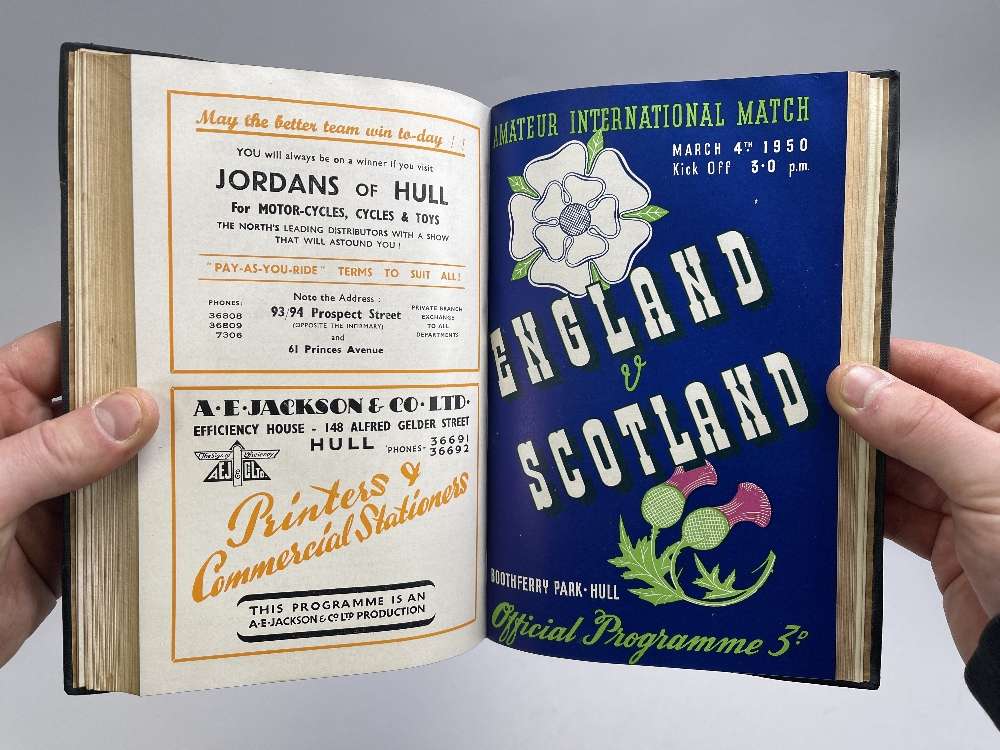 May the better team win to-day ! !
YOU will always be on a winner if you visit
JORDANS OF HULL
For MOTOR-CYCLES, CYCLES & TOYS
THE NORTH'S LEADING DISTRIBUTORS WITH A SHOW
THAT WILL ASTOUND YOU !
"PAY-AS-YOU-RIDE" TERMS TO SUIT ALL!
PHONES:
36808
36809
7306
Note the Address :
93/94 Prospect Street
(OPPOSITE THE INFIRMARY)
and
61 Princes Avenue
PRIVATE BRANCH
EXCHANGE
TO ALL
DEPARTMENTS
A·E·JACKSON & CO·LTD·
EFFICIENCY HOUSE - 148 ALFRED GELDER STREET
HULL 'PHONES- 36691
36692
The Sign of Efficiency
A.E.J & C. Ltd.
Printers &
Commercial Stationers
THIS PROGRAMME IS AN
A·E·JACKSON & CO LTD PRODUCTION
AMATEUR INTERNATIONAL MATCH
MARCH 4TH 1950
Kick Off 3·0 p.m.
ENGLAND
v
SCOTLAND
BOOTHFERRY PARK · HULL
Official Programme 3D